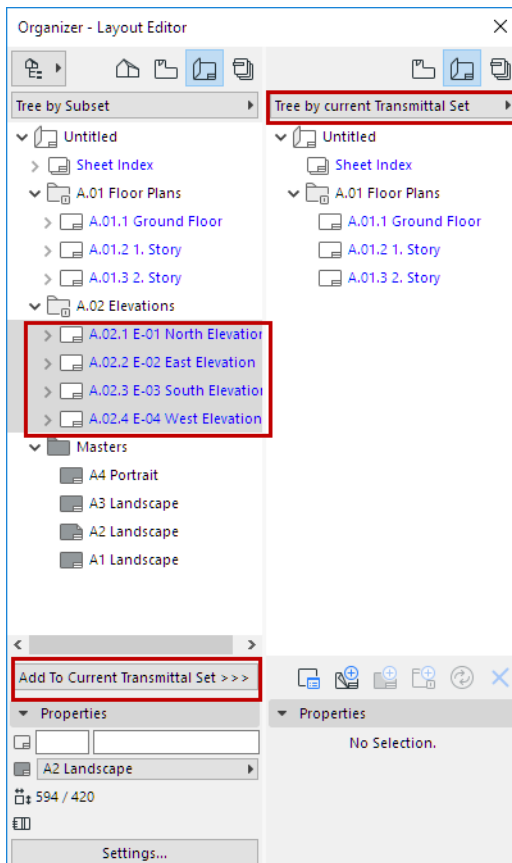 Organizer - Layout Editor
Tree by Subset
Untitled
Sheet Index
A.01 Floor Plans
A.01.1 Ground Floor
A.01.2 1. Story
A.01.3 2. Story
A.02 Elevations
A.02.1 E-01 North Elevation
A.02.2 E-02 East Elevation
A.02.3 E-03 South Elevation
A.02.4 E-04 West Elevation
Masters
A4 Portrait
A3 Landscape
A2 Landscape
A1 Landscape
Add To Current Transmittal Set >>>
Properties
A2 Landscape
594 / 420
Settings...
Tree by current Transmittal Set
Untitled
Sheet Index
A.01 Floor Plans
A.01.1 Ground Floor
A.01.2 1. Story
A.01.3 2. Story
Properties
No Selection.